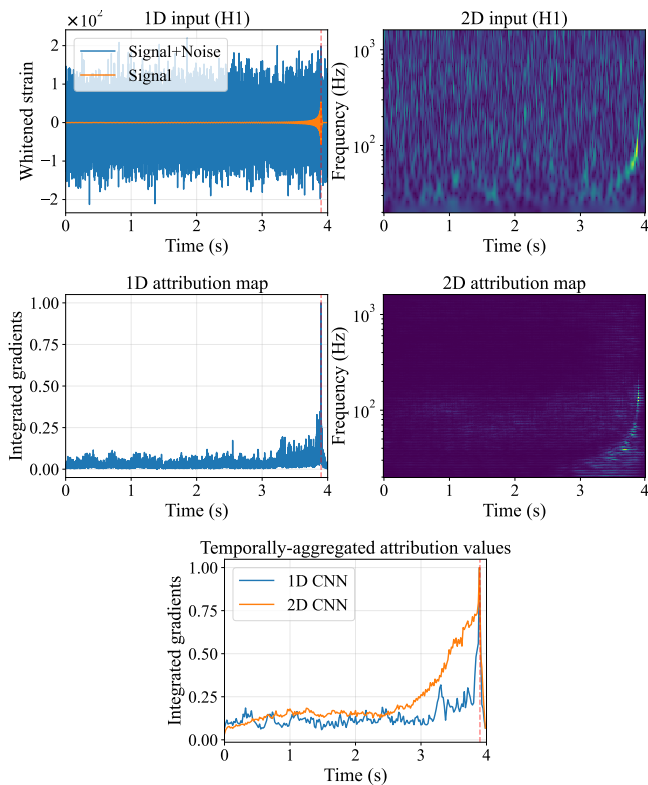 1D input (H1)
×10⁺²
2
1
0
−1
−2
Whitened strain
Signal+Noise
Signal
0 1 2 3 4
Time (s)
2D input (H1)
10³
10²
Frequency (Hz)
0 1 2 3 4
Time (s)
1D attribution map
1.00
0.75
0.50
0.25
0.00
Integrated gradients
0 1 2 3 4
Time (s)
2D attribution map
10³
10²
Frequency (Hz)
0 1 2 3 4
Time (s)
Temporally-aggregated attribution values
1.00
0.75
0.50
0.25
0.00
Integrated gradients
1D CNN
2D CNN
0 1 2 3 4
Time (s)